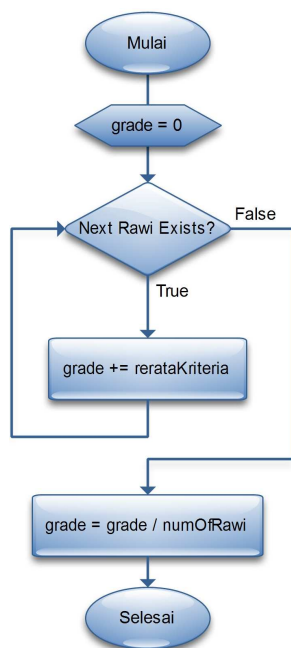 Mulai
grade = 0
Next Rawi Exists?
False
True
grade += rerataKriteria
grade = grade / numOfRawi
Selesai